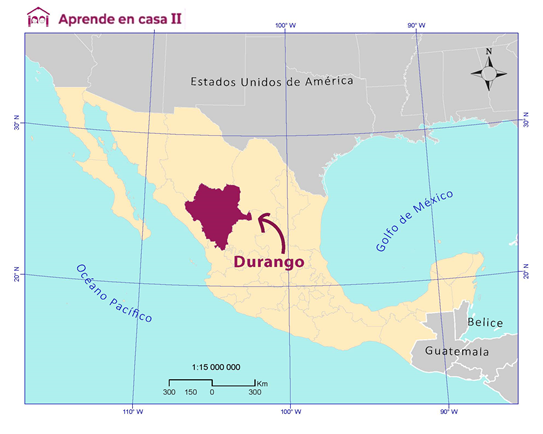 Aprende en casa II
110° W
100° W
90° W
N
Estados Unidos de América
30° N
30° N
Golfo de México
Durango
20° N
20° N
Océano Pacífico
Belice
Guatemala
1:15 000 000
300 150 0 300 Km
110° W
100° W
90° W